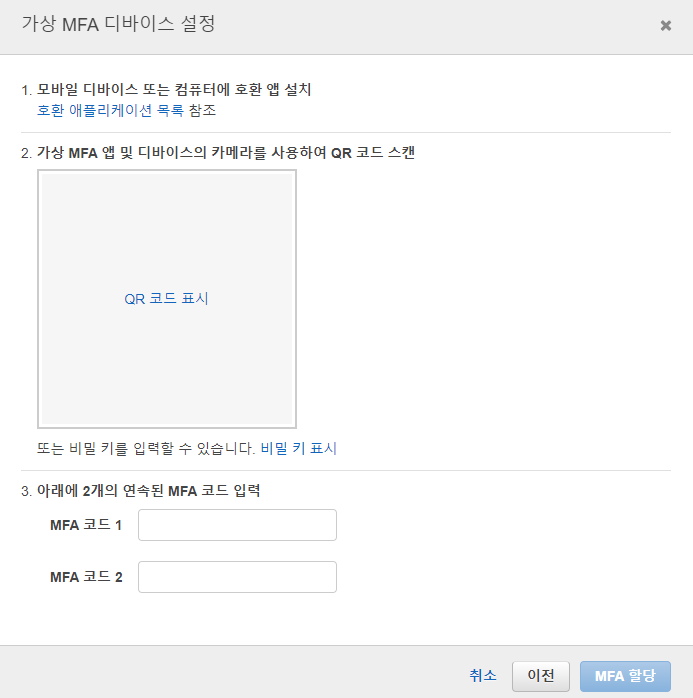 가상 MFA 디바이스 설정
1. 모바일 디바이스 또는 컴퓨터에 호환 앱 설치
호환 애플리케이션 목록 참조
2. 가상 MFA 앱 및 디바이스의 카메라를 사용하여 QR 코드 스캔
QR 코드 표시
또는 비밀 키를 입력할 수 있습니다. 비밀 키 표시
3. 아래에 2개의 연속된 MFA 코드 입력
MFA 코드 1
MFA 코드 2
취소 이전 MFA 할당